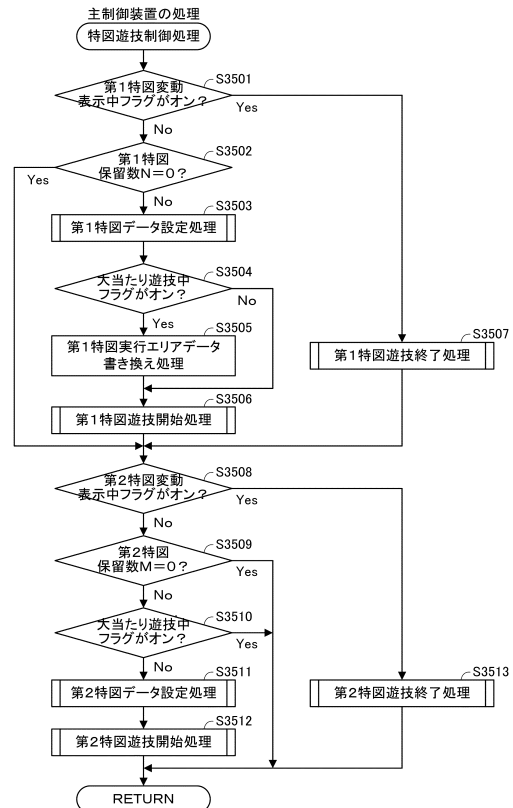 主制御装置の処理
特図遊技制御処理
S3501
第1特図変動
表示中フラグがオン?
Yes
No
S3502
第1特図
保留数N=0?
Yes
No
S3503
第1特図データ設定処理
S3504
大当たり遊技中
フラグがオン?
No
Yes
S3505
第1特図実行エリアデータ
書き換え処理
S3507
第1特図遊技終了処理
S3506
第1特図遊技開始処理
S3508
第2特図変動
表示中フラグがオン?
Yes
No
S3509
第2特図
保留数M=0?
Yes
No
S3510
大当たり遊技中
フラグがオン?
Yes
No
S3511
第2特図データ設定処理
S3513
第2特図遊技終了処理
S3512
第2特図遊技開始処理
RETURN